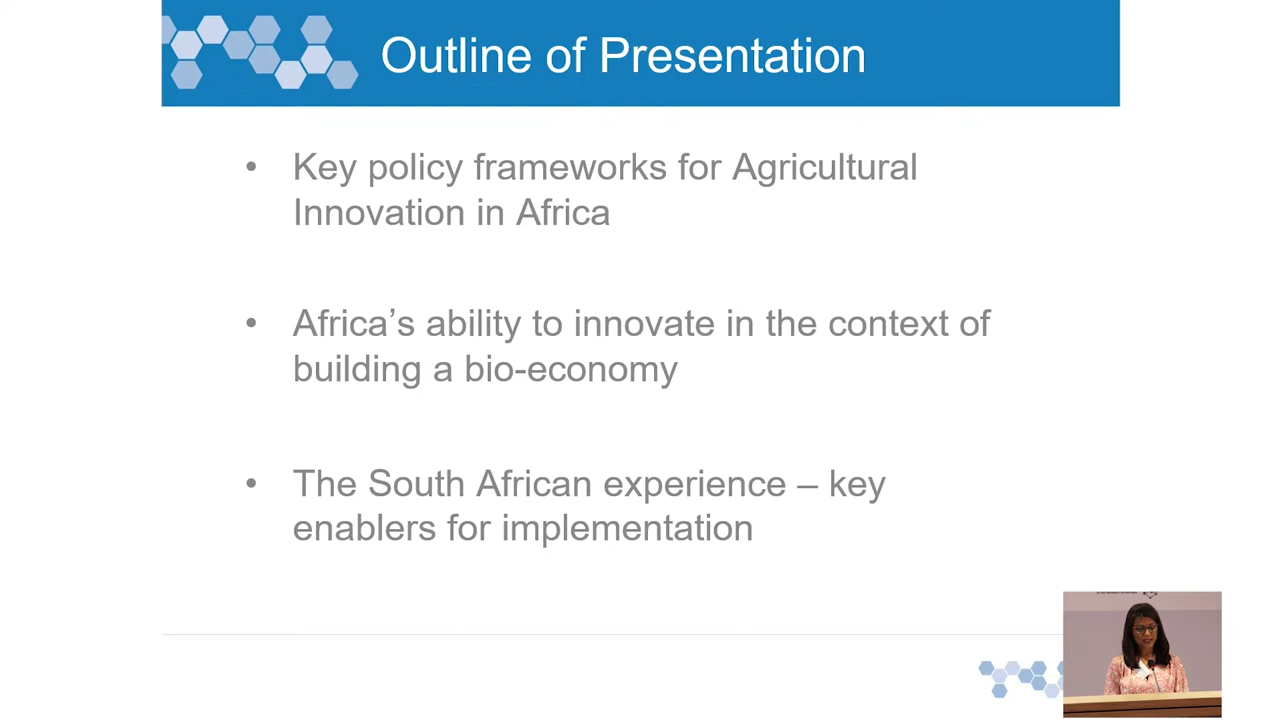 Outline of Presentation
• Key policy frameworks for Agricultural
Innovation in Africa
• Africa’s ability to innovate in the context of
building a bio-economy
• The South African experience – key
enablers for implementation